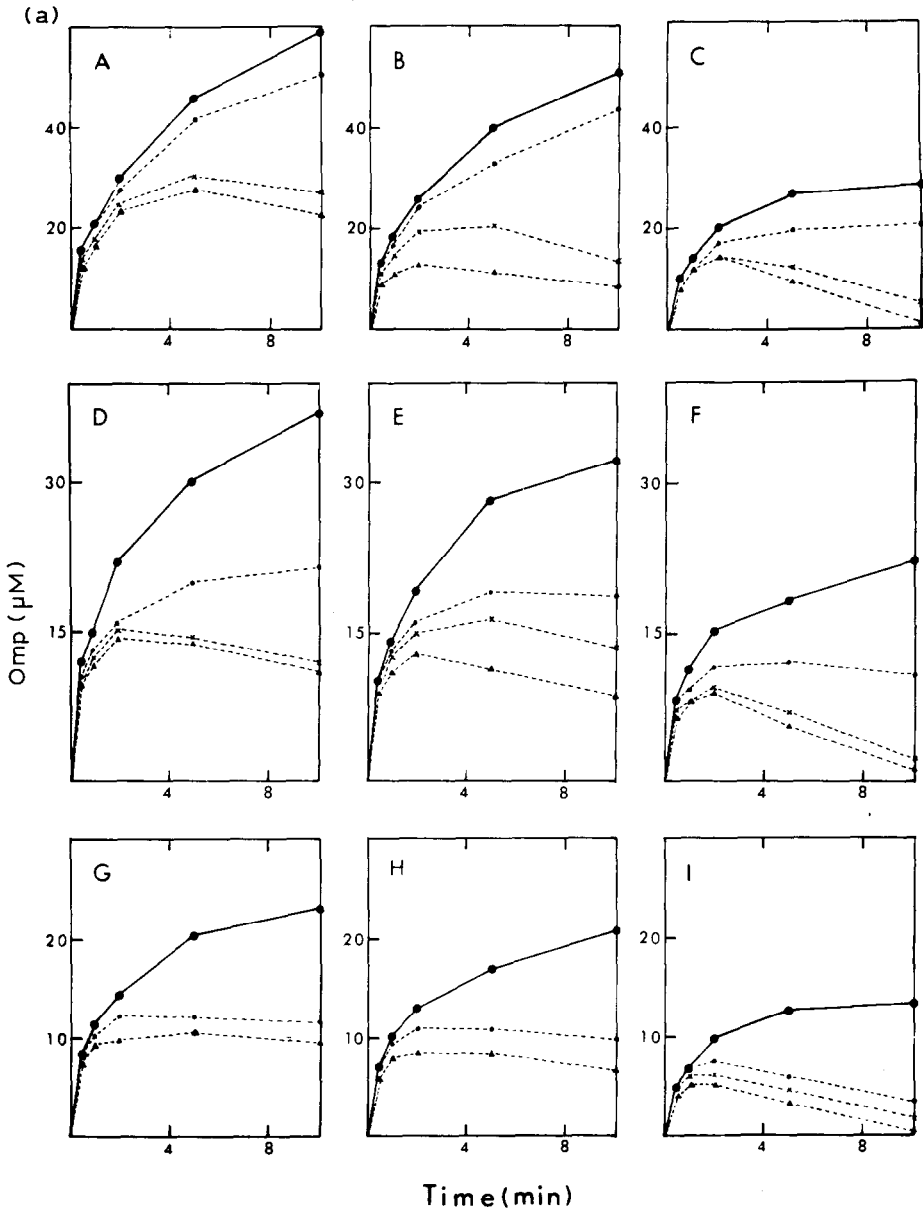 (a)
A B C
40 40 40
20 20 20
4 8 4 8 4 8
D E F
30 30 30
15 15 15
4 8 4 8 4 8
Omp (μM)
G H I
20 20 20
10 10 10
4 8 4 8 4 8
Time (min)